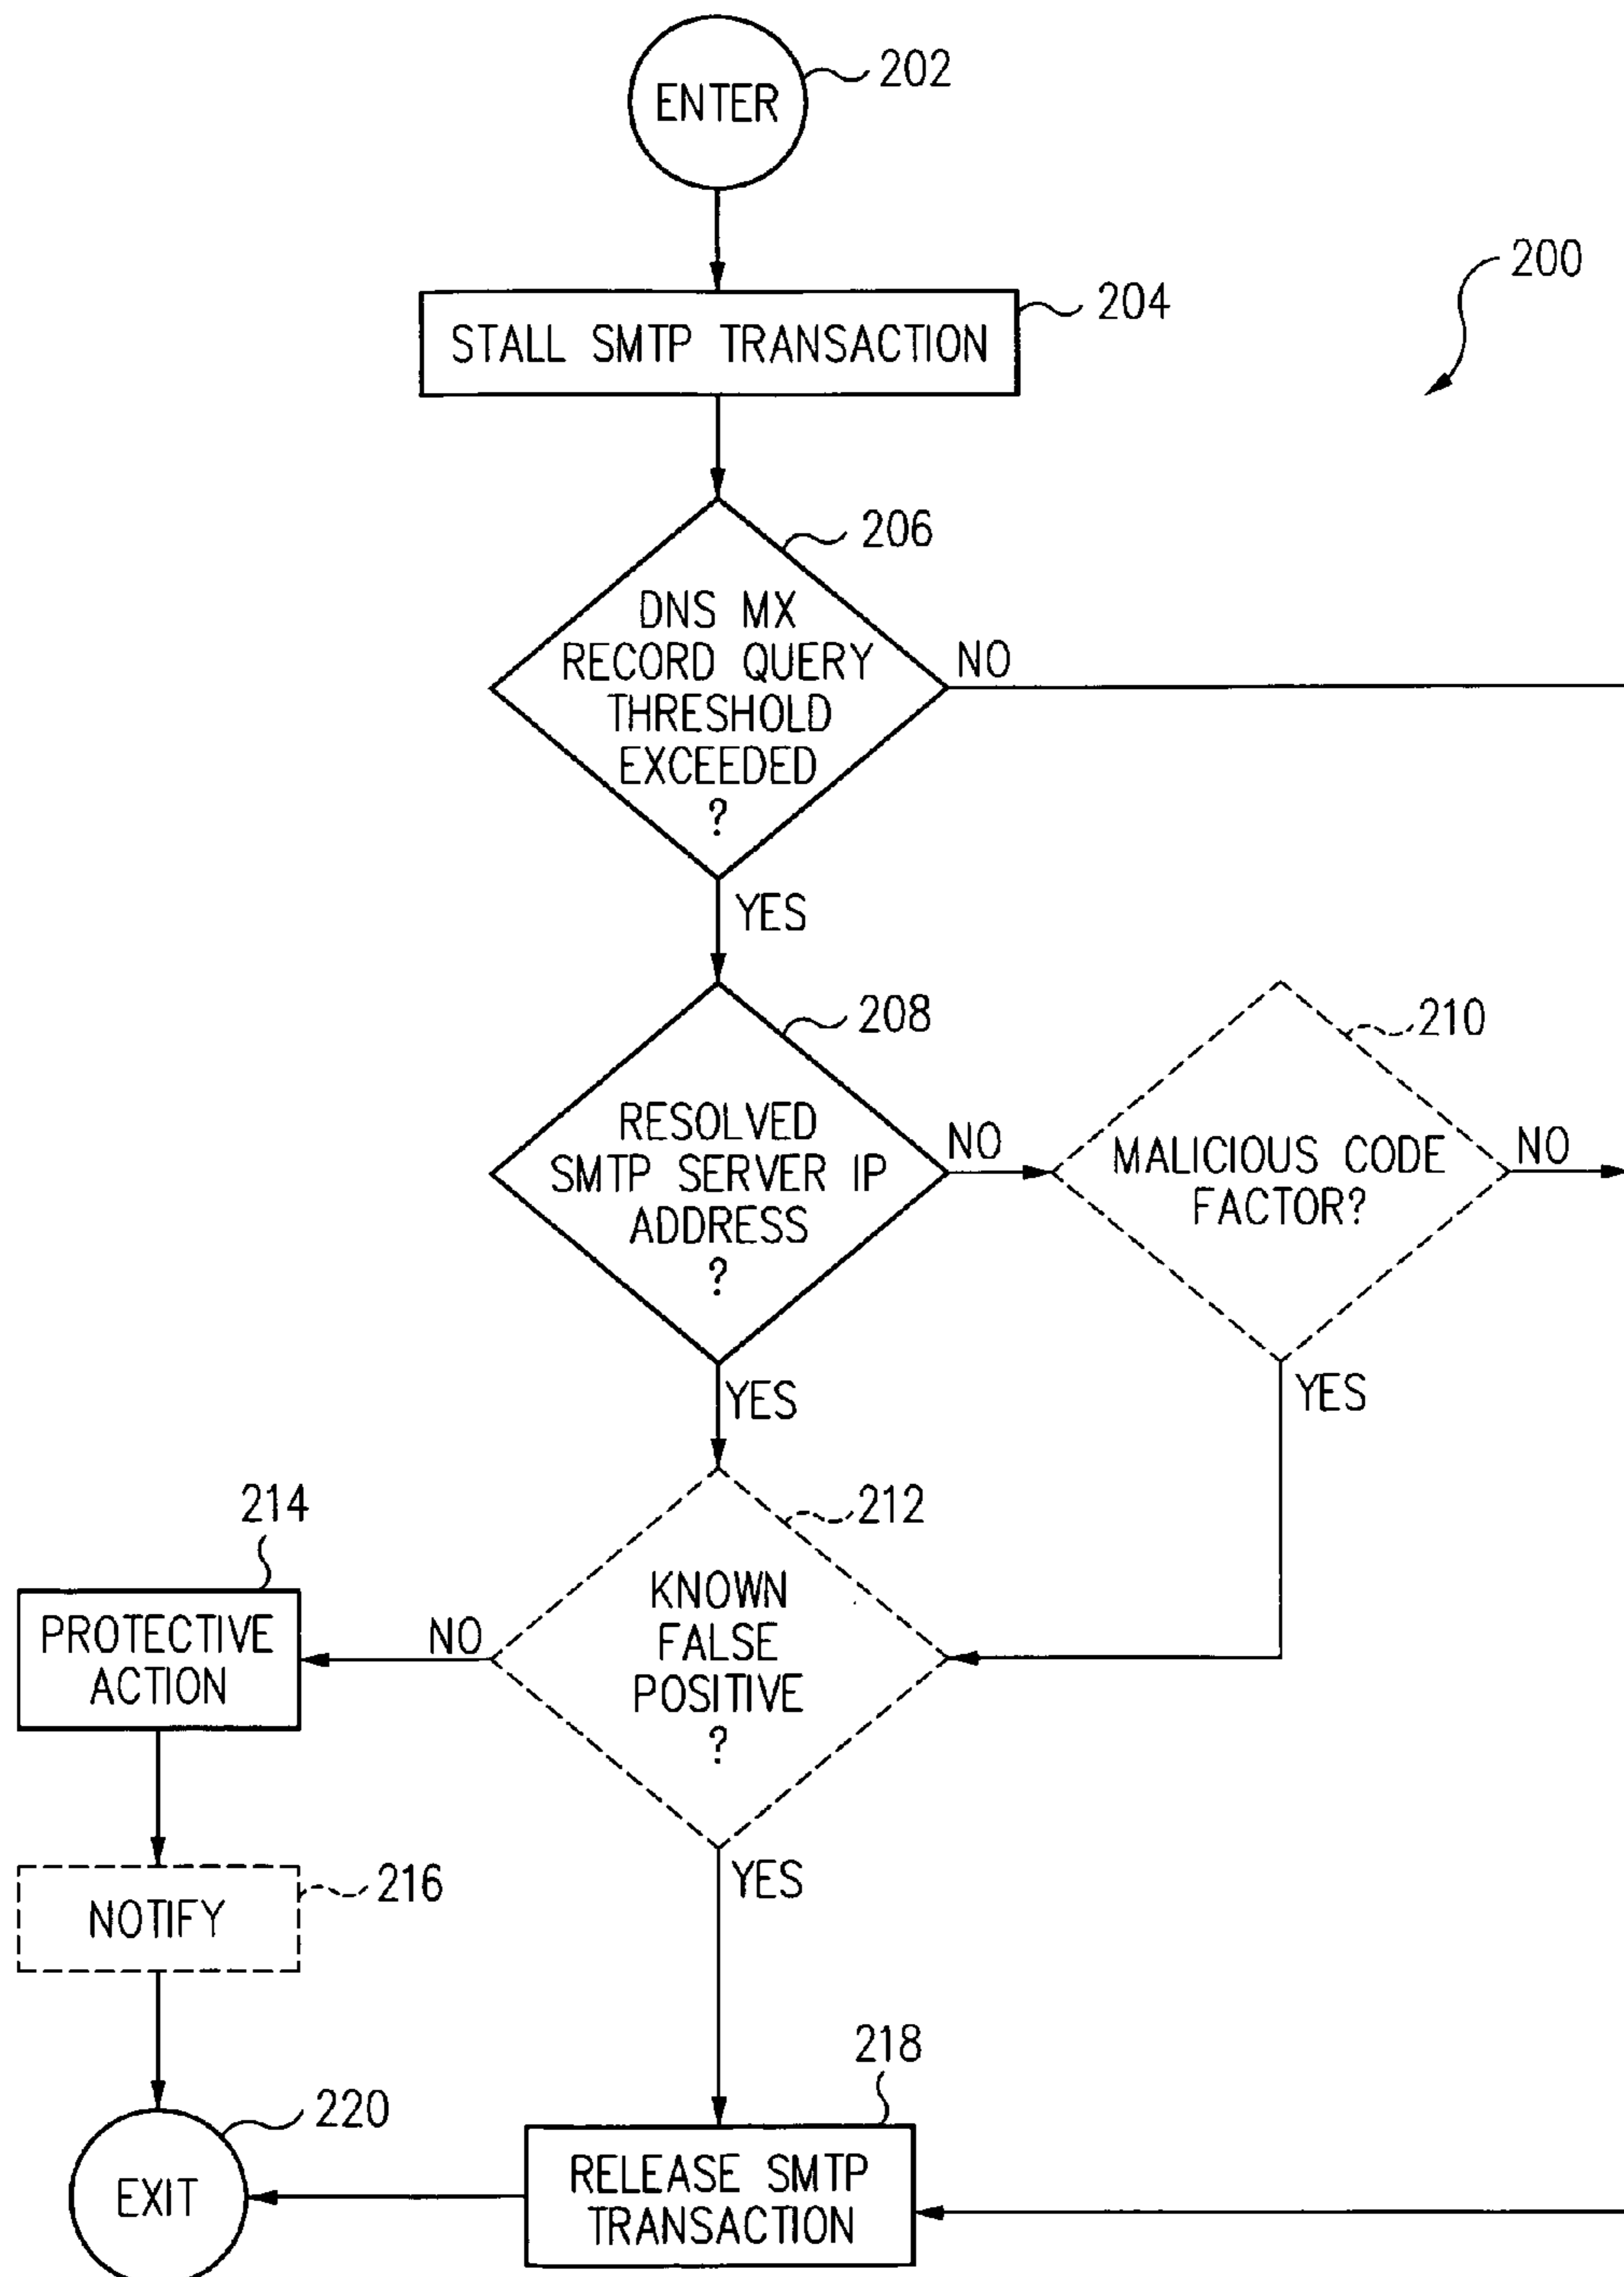 ENTER
202
200
STALL SMTP TRANSACTION
204
206
DNS MX
RECORD QUERY
THRESHOLD
EXCEEDED
?
NO
YES
208
RESOLVED
SMTP SERVER IP
ADDRESS
?
NO
210
MALICIOUS CODE
FACTOR?
NO
YES
YES
212
KNOWN
FALSE
POSITIVE
?
NO
214
PROTECTIVE
ACTION
216
NOTIFY
YES
218
RELEASE SMTP
TRANSACTION
220
EXIT